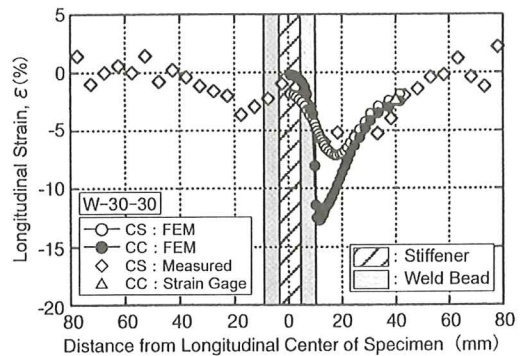 5
0
-5
-10
-15
-20
Longitudinal Strain, ε(%)
W-30-30
CS : FEM
CC : FEM
CS : Measured
CC : Strain Gage
: Stiffener
: Weld Bead
80 60 40 20 0 20 40 60 80
Distance from Longitudinal Center of Specimen (mm)